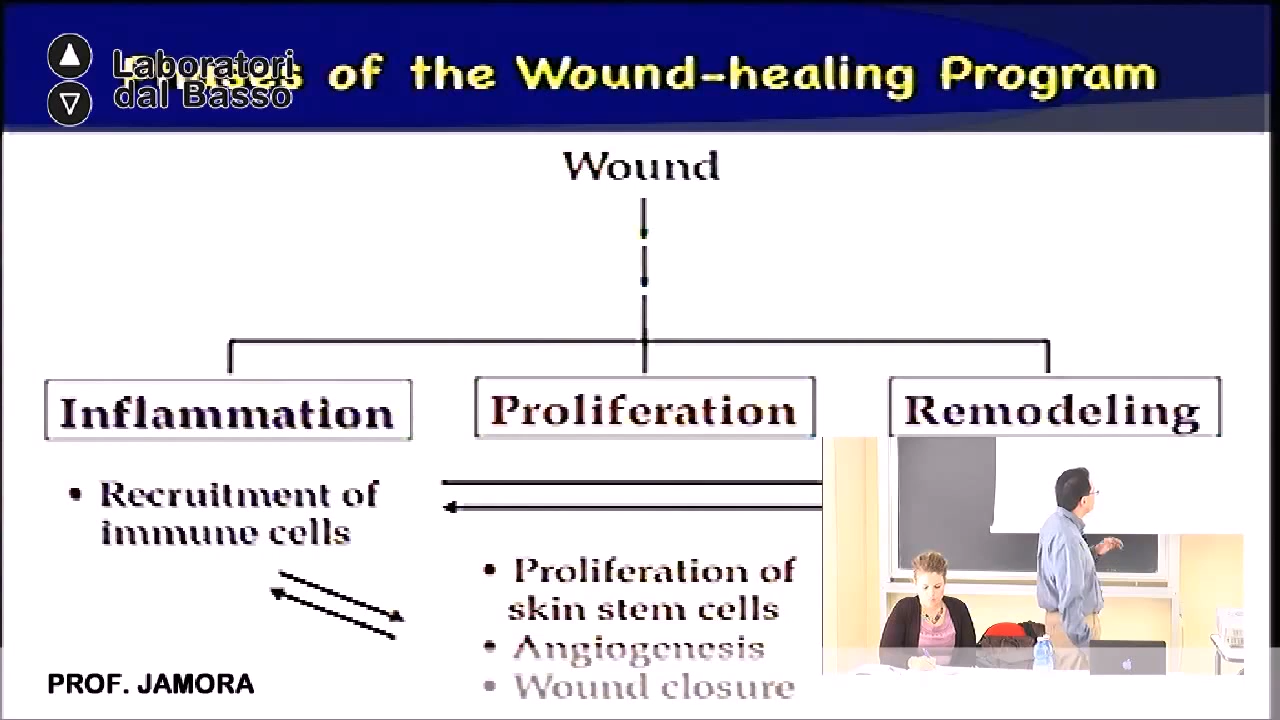 Laboratori
dal Basso
of the Wound-healing Program
Wound
Inflammation
Proliferation
Remodeling
• Recruitment of
immune cells
• Proliferation of
skin stem cells
• Angiogenesis
• Wound closure
PROF. JAMORA